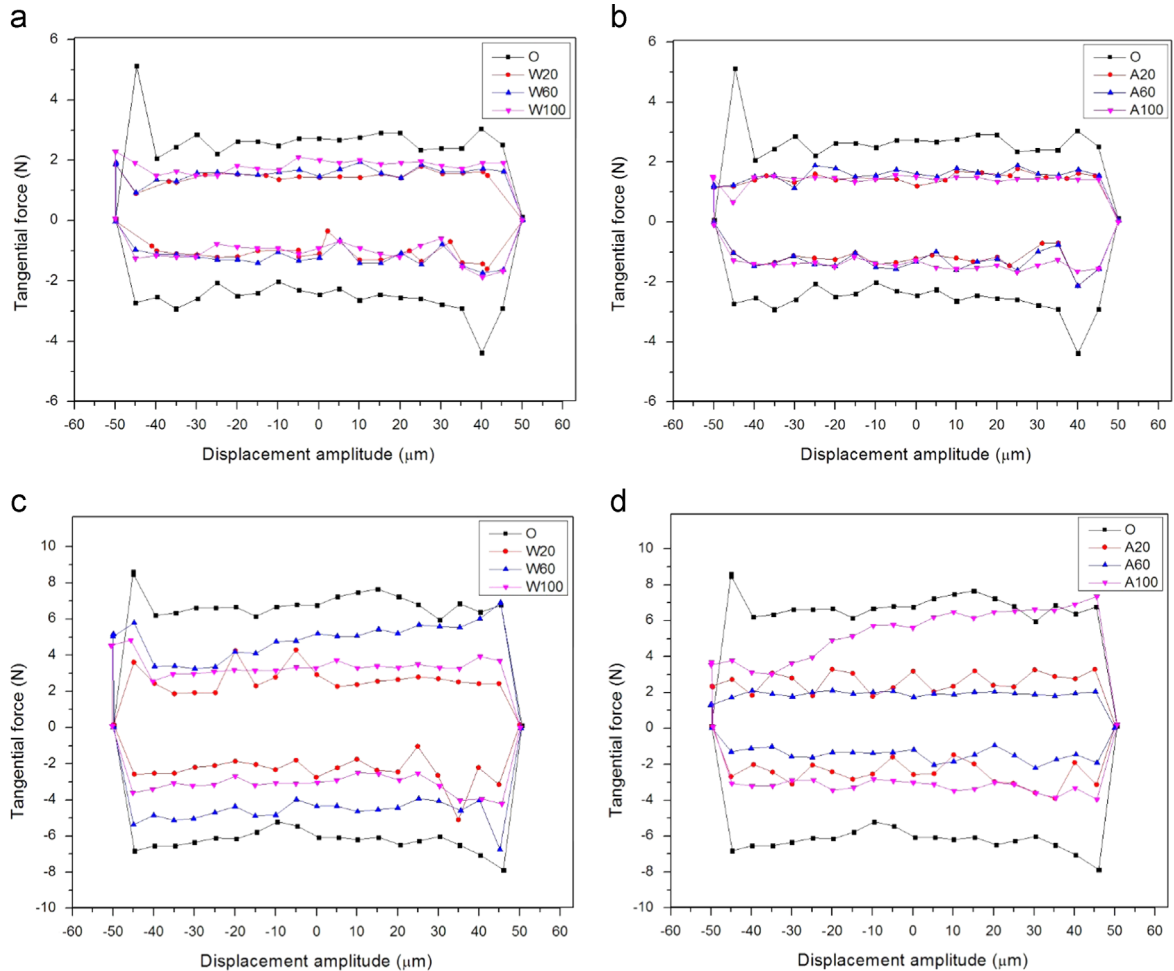 a
6
4
2
0
-2
-4
-6
-60 -50 -40 -30 -20 -10 0 10 20 30 40 50 60
Tangential force (N)
Displacement amplitude (μm)
O
W20
W60
W100
b
6
4
2
0
-2
-4
-6
-60 -50 -40 -30 -20 -10 0 10 20 30 40 50 60
Tangential force (N)
Displacement amplitude (μm)
O
A20
A60
A100
c
10
8
6
4
2
0
-2
-4
-6
-8
-10
-60 -50 -40 -30 -20 -10 0 10 20 30 40 50 60
Tangential force (N)
Displacement amplitude (μm)
O
W20
W60
W100
d
10
8
6
4
2
0
-2
-4
-6
-8
-10
-60 -50 -40 -30 -20 -10 0 10 20 30 40 50 60
Tangential force (N)
Displacement amplitude (μm)
O
A20
A60
A100